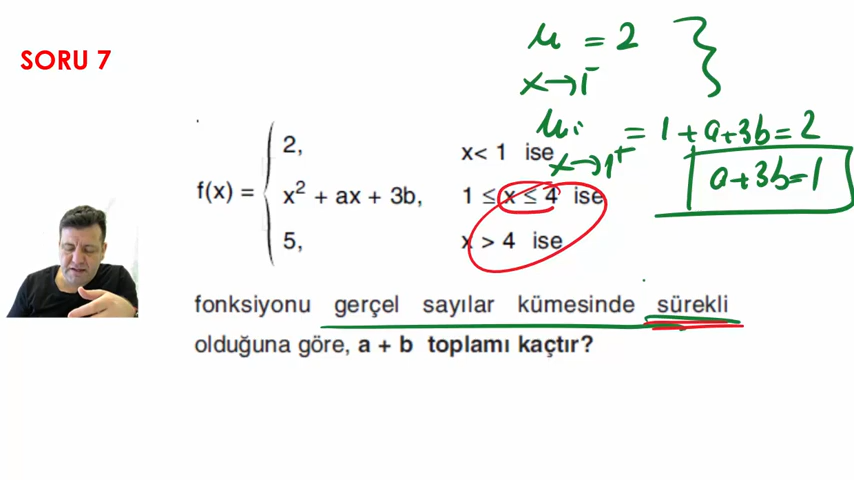 SORU 7
lim = 2
x→1⁻
lim = 1 + a + 3b = 2
x→1⁺
a + 3b = 1
f(x) =
2, x< 1 ise
x² + ax + 3b, 1 ≤ x ≤ 4 ise
5, x > 4 ise
fonksiyonu gerçel sayılar kümesinde sürekli
olduğuna göre, a + b toplamı kaçtır?